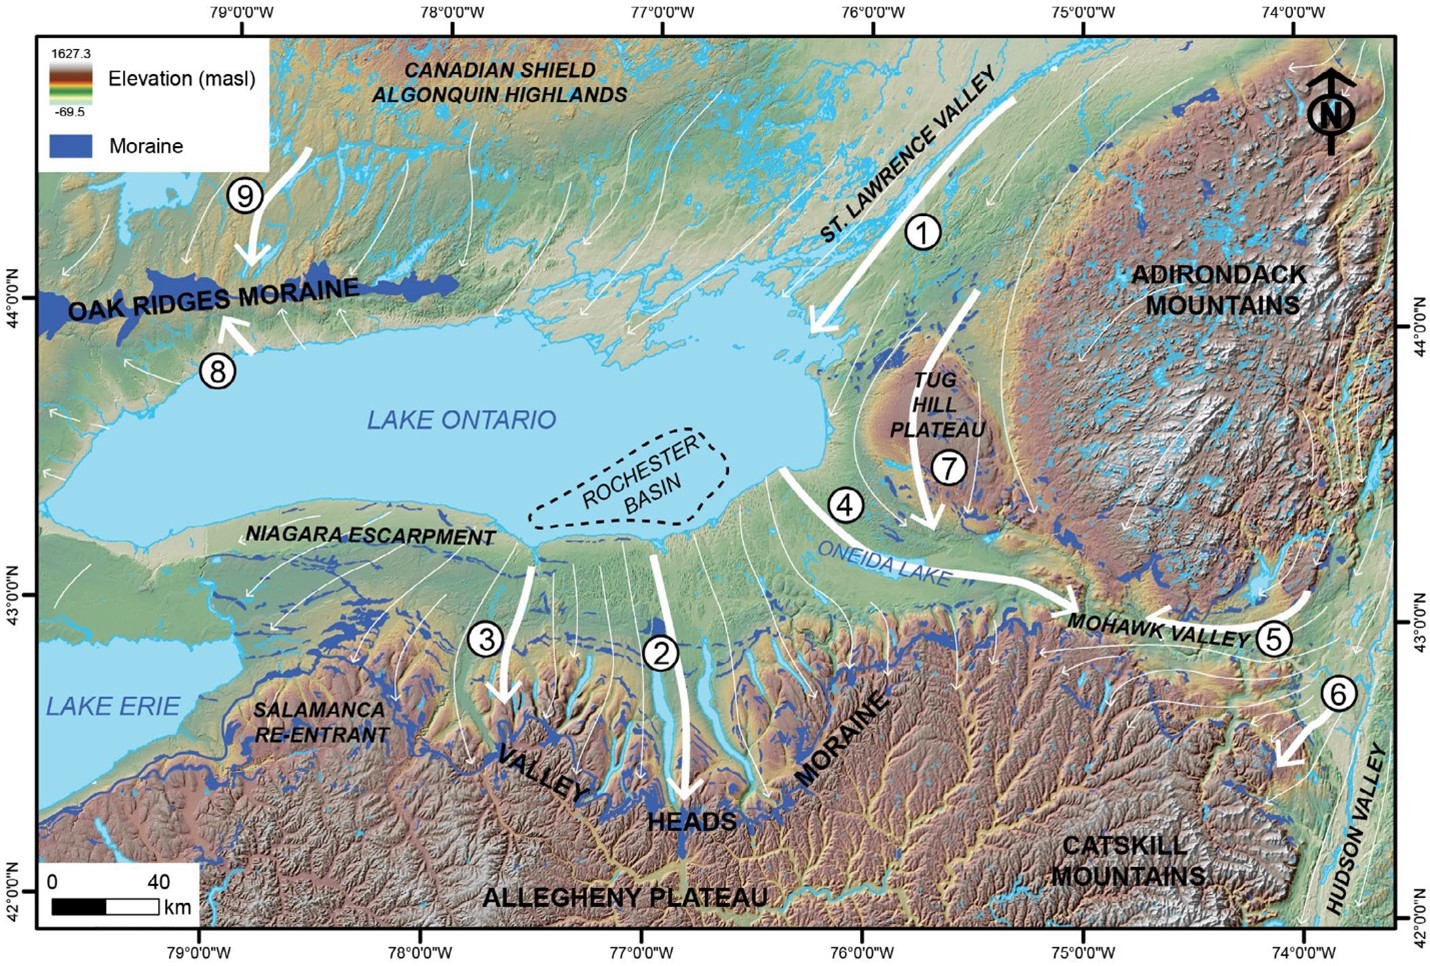 79°0'0"W 78°0'0"W 77°0'0"W 76°0'0"W 75°0'0"W 74°0'0"W
1627.3
Elevation (masl)
-69.5
Moraine
CANADIAN SHIELD
ALGONQUIN HIGHLANDS
ST. LAWRENCE VALLEY
N
9
1
44°0'0"N
OAK RIDGES MORAINE
ADIRONDACK
MOUNTAINS
44°0'0"N
8
TUG
HILL
PLATEAU
7
LAKE ONTARIO
ROCHESTER
BASIN
4
NIAGARA ESCARPMENT
ONEIDA LAKE
43°0'0"N
43°0'0"N
3
2
MOHAWK VALLEY
5
6
LAKE ERIE
SALAMANCA
RE-ENTRANT
VALLEY
HEADS
MORAINE
HUDSON VALLEY
CATSKILL
MOUNTAINS
ALLEGHENY PLATEAU
0 40
km
42°0'0"N
42°0'0"N
79°0'0"W 78°0'0"W 77°0'0"W 76°0'0"W 75°0'0"W 74°0'0"W